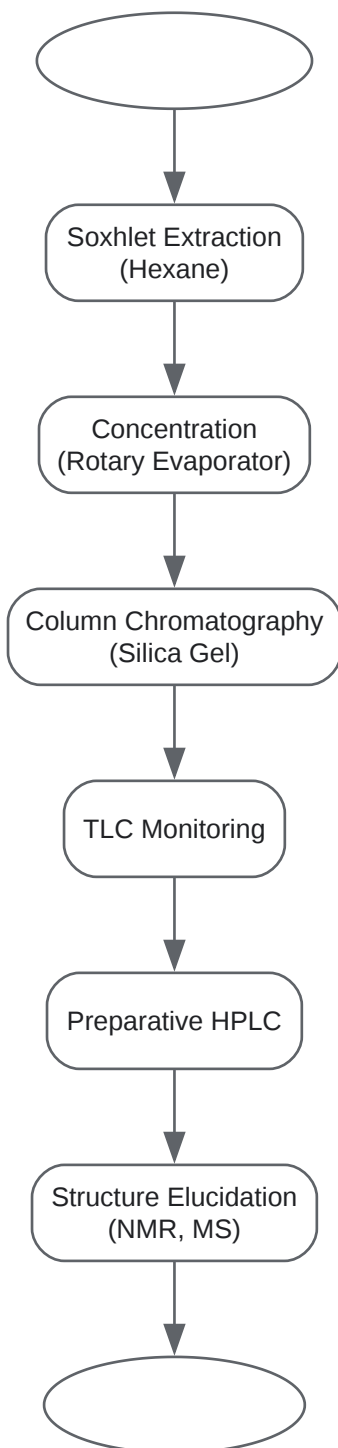 Soxhlet Extraction
(Hexane)
Concentration
(Rotary Evaporator)
Column Chromatography
(Silica Gel)
TLC Monitoring
Preparative HPLC
Structure Elucidation
(NMR, MS)